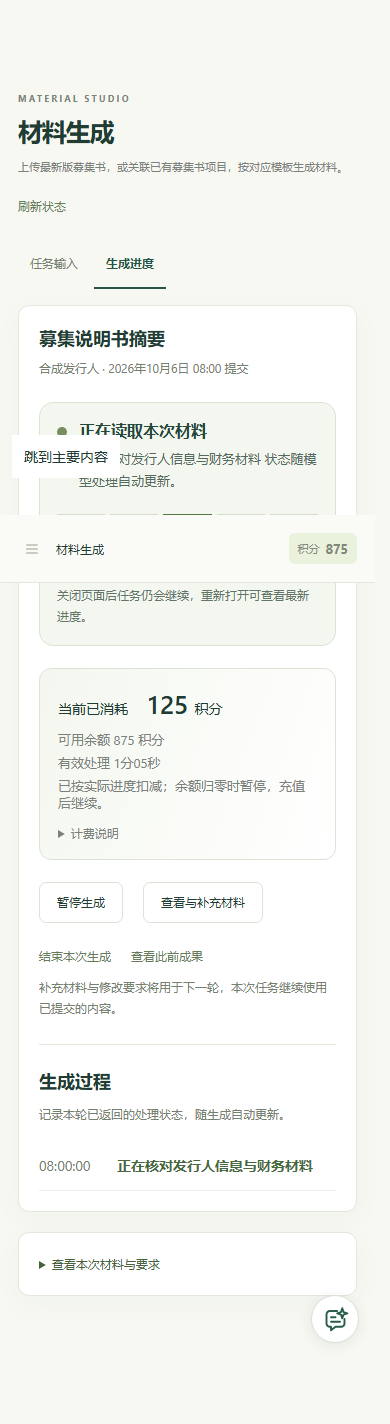 MATERIAL STUDIO
材料生成
上传最新版募集书，或关联已有募集书项目，按对应模板生成材料。
刷新状态
任务输入 生成进度
募集说明书摘要
合成发行人 · 2026年10月6日 08:00 提交
正在读取本次材料
跳到主要内容
对发行人信息与财务材料 状态随模
型处理自动更新。
材料生成
积分 875
关闭页面后任务仍会继续，重新打开可查看最新
进度。
当前已消耗 125 积分
可用余额 875 积分
有效处理 1分05秒
已按实际进度扣减；余额归零时暂停，充值
后继续。
计费说明
暂停生成 查看与补充材料
结束本次生成 查看此前成果
补充材料与修改要求将用于下一轮，本次任务继续使用
已提交的内容。
生成过程
记录本轮已返回的处理状态，随生成自动更新。
08:00:00 正在核对发行人信息与财务材料
查看本次材料与要求